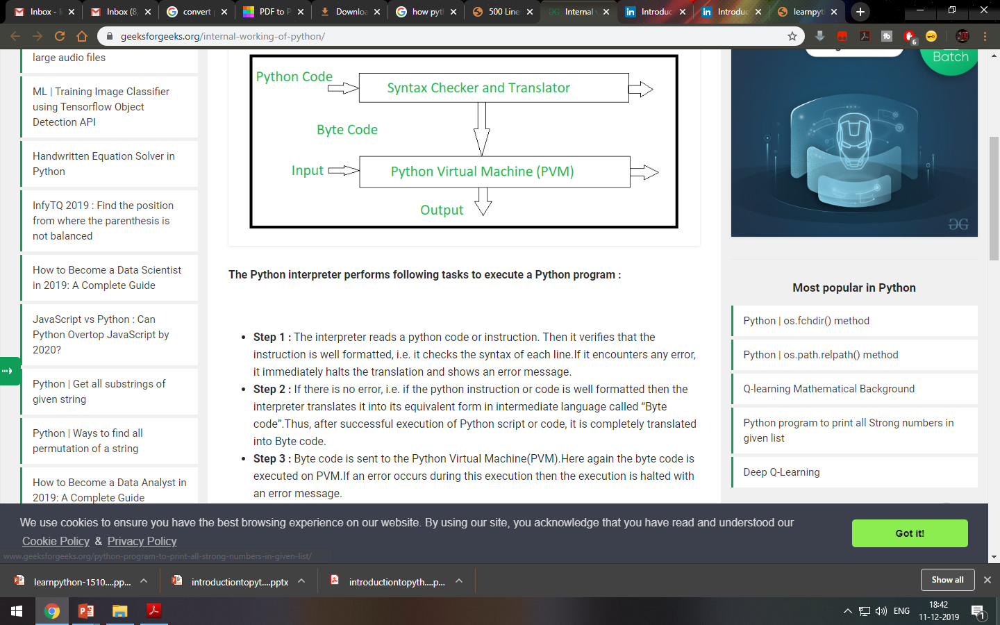 Inbox - l
Inbox (8,
convert p
PDF to P
Downloa
how pyt
500 Line
Internal
Introduc
Introduc
learnpyt
geeksforgeeks.org/internal-working-of-python/
6
large audio files
ML | Training Image Classifier
using Tensorflow Object
Detection API
Handwritten Equation Solver in
Python
InfyTQ 2019 : Find the position
from where the parenthesis is
not balanced
How to Become a Data Scientist
in 2019: A Complete Guide
JavaScript vs Python : Can
Python Overtop JavaScript by
2020?
Python | Get all substrings of
given string
Python | Ways to find all
permutation of a string
How to Become a Data Analyst in
2019: A Complete Guide
Python Code
Syntax Checker and Translator
Byte Code
Input
Python Virtual Machine (PVM)
Output
The Python interpreter performs following tasks to execute a Python program :
• Step 1 : The interpreter reads a python code or instruction. Then it verifies that the
instruction is well formatted, i.e. it checks the syntax of each line.If it encounters any error,
it immediately halts the translation and shows an error message.
• Step 2 : If there is no error, i.e. if the python instruction or code is well formatted then the
interpreter translates it into its equivalent form in intermediate language called “Byte
code”.Thus, after successful execution of Python script or code, it is completely translated
into Byte code.
• Step 3 : Byte code is sent to the Python Virtual Machine(PVM).Here again the byte code is
executed on PVM.If an error occurs during this execution then the execution is halted with
an error message.
Batch
Most popular in Python
Python | os.fchdir() method
Python | os.path.relpath() method
Q-learning Mathematical Background
Python program to print all Strong numbers in
given list
Deep Q-Learning
We use cookies to ensure you have the best browsing experience on our website. By using our site, you acknowledge that you have read and understood our
Cookie Policy & Privacy Policy
Got it!
www.geeksforgeeks.org/python-program-to-print-all-strong-numbers-in-given-list/
learnpython-1510....pp...
introductiontopyt....pptx
introductiontopyth....p...
Show all
ENG
18:42
11-12-2019
1